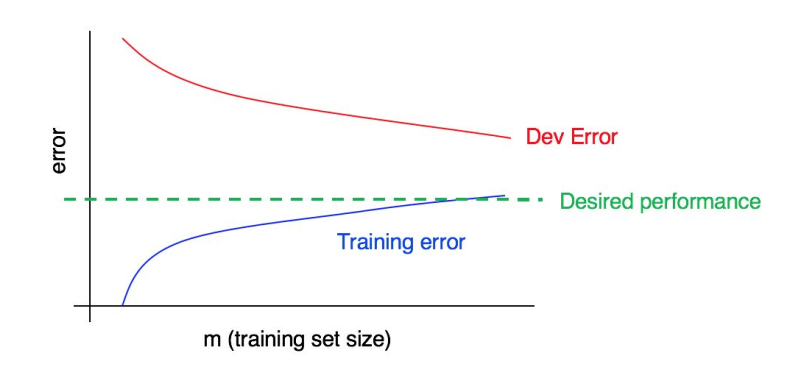 error
Dev Error
Desired performance
Training error
m (training set size)